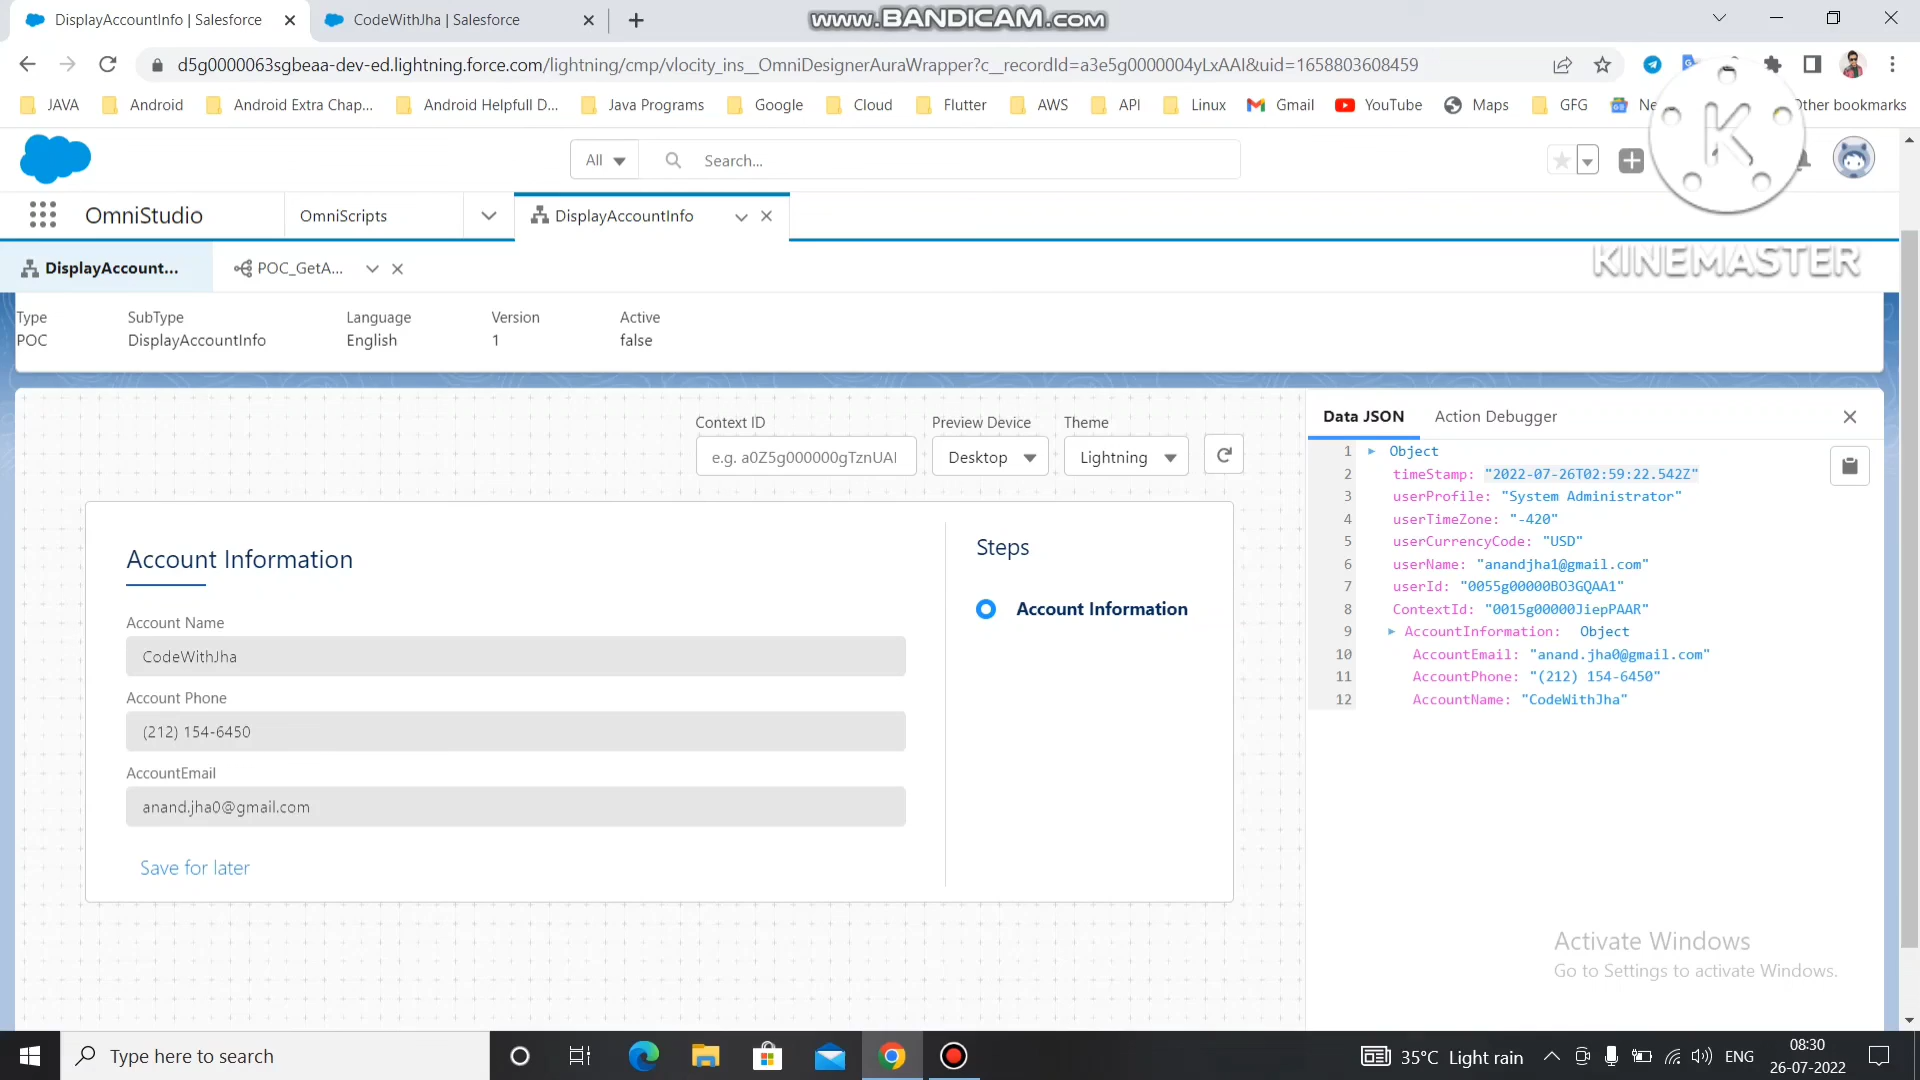 DisplayAccountInfo | Salesforce
CodeWithJha | Salesforce
www.BANDICAM.com
d5g0000063sgbeaa-dev-ed.lightning.force.com/lightning/cmp/vlocity_ins__OmniDesignerAuraWrapper?c__recordId=a3e5g0000004yLxAAI&uid=1658803608459
JAVA
Android
Android Extra Chap...
Android Helpfull D...
Java Programs
Google
Cloud
Flutter
AWS
API
Linux
Gmail
YouTube
Maps
GFG
Other bookmarks
K
KINEMASTER
All
Search...
OmniStudio
OmniScripts
DisplayAccountInfo
DisplayAccount...
POC_GetA...
Type
SubType
Language
Version
Active
POC
DisplayAccountInfo
English
1
false
Context ID
Preview Device
Theme
e.g. a0Z5g000000gTznUAI
Desktop
Lightning
Account Information
Account Name
CodeWithJha
Account Phone
(212) 154-6450
AccountEmail
anand.jha0@gmail.com
Save for later
Steps
Account Information
Data JSON
Action Debugger
1 Object
2 timeStamp: "2022-07-26T02:59:22.542Z"
3 userProfile: "System Administrator"
4 userTimeZone: "-420"
5 userCurrencyCode: "USD"
6 userName: "anandjha1@gmail.com"
7 userId: "0055g00000BO3GQAA1"
8 ContextId: "0015g00000JiepPAAR"
9 AccountInformation: Object
10 AccountEmail: "anand.jha0@gmail.com"
11 AccountPhone: "(212) 154-6450"
12 AccountName: "CodeWithJha"
Activate Windows
Go to Settings to activate Windows.
Type here to search
35°C Light rain
ENG
08:30
26-07-2022